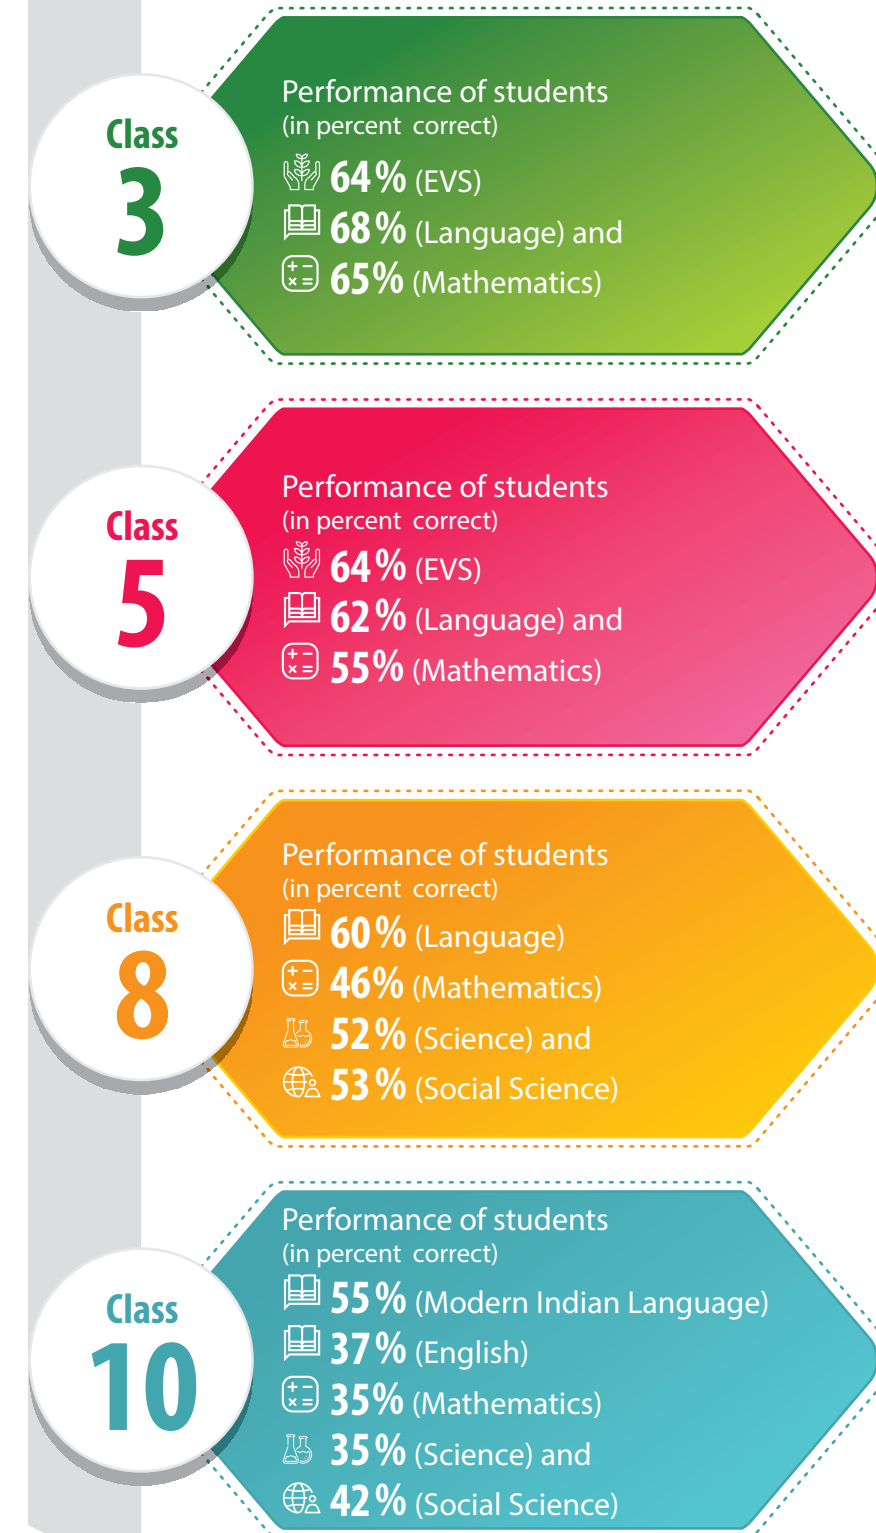 Class
3
Performance of students
(in percent correct)
64% (EVS)
68% (Language) and
65% (Mathematics)
Class
5
Performance of students
(in percent correct)
64% (EVS)
62% (Language) and
55% (Mathematics)
Class
8
Performance of students
(in percent correct)
60% (Language)
46% (Mathematics)
52% (Science) and
53% (Social Science)
Class
10
Performance of students
(in percent correct)
55% (Modern Indian Language)
37% (English)
35% (Mathematics)
35% (Science) and
42% (Social Science)